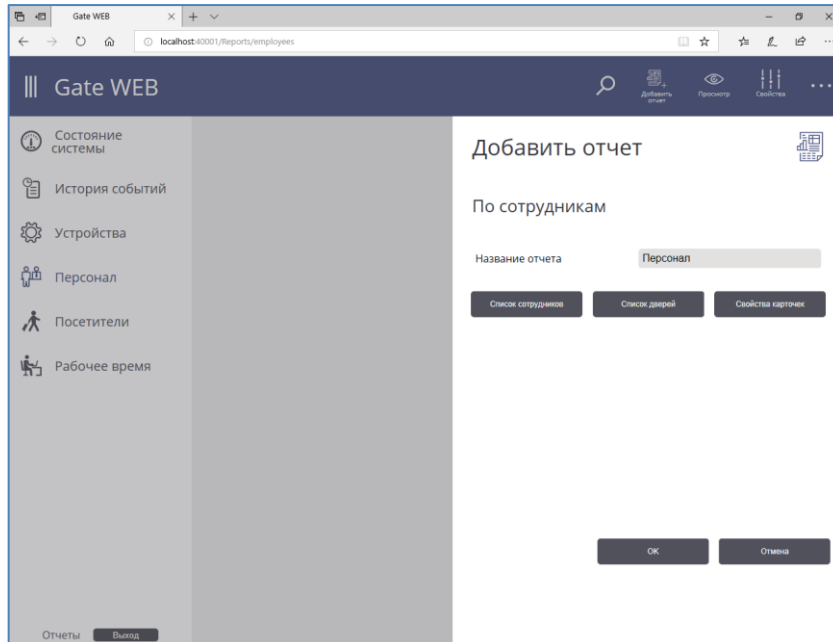 Gate WEB
localhost:40001/Reports/employees
Gate WEB
Добавить
отчет
Просмотр
Свойства
Состояние
системы
История событий
Устройства
Персонал
Посетители
Рабочее время
Отчеты
Выход
Добавить отчет
По сотрудникам
Название отчета
Персонал
Список сотрудников
Список дверей
Свойства карточек
OK
Отмена